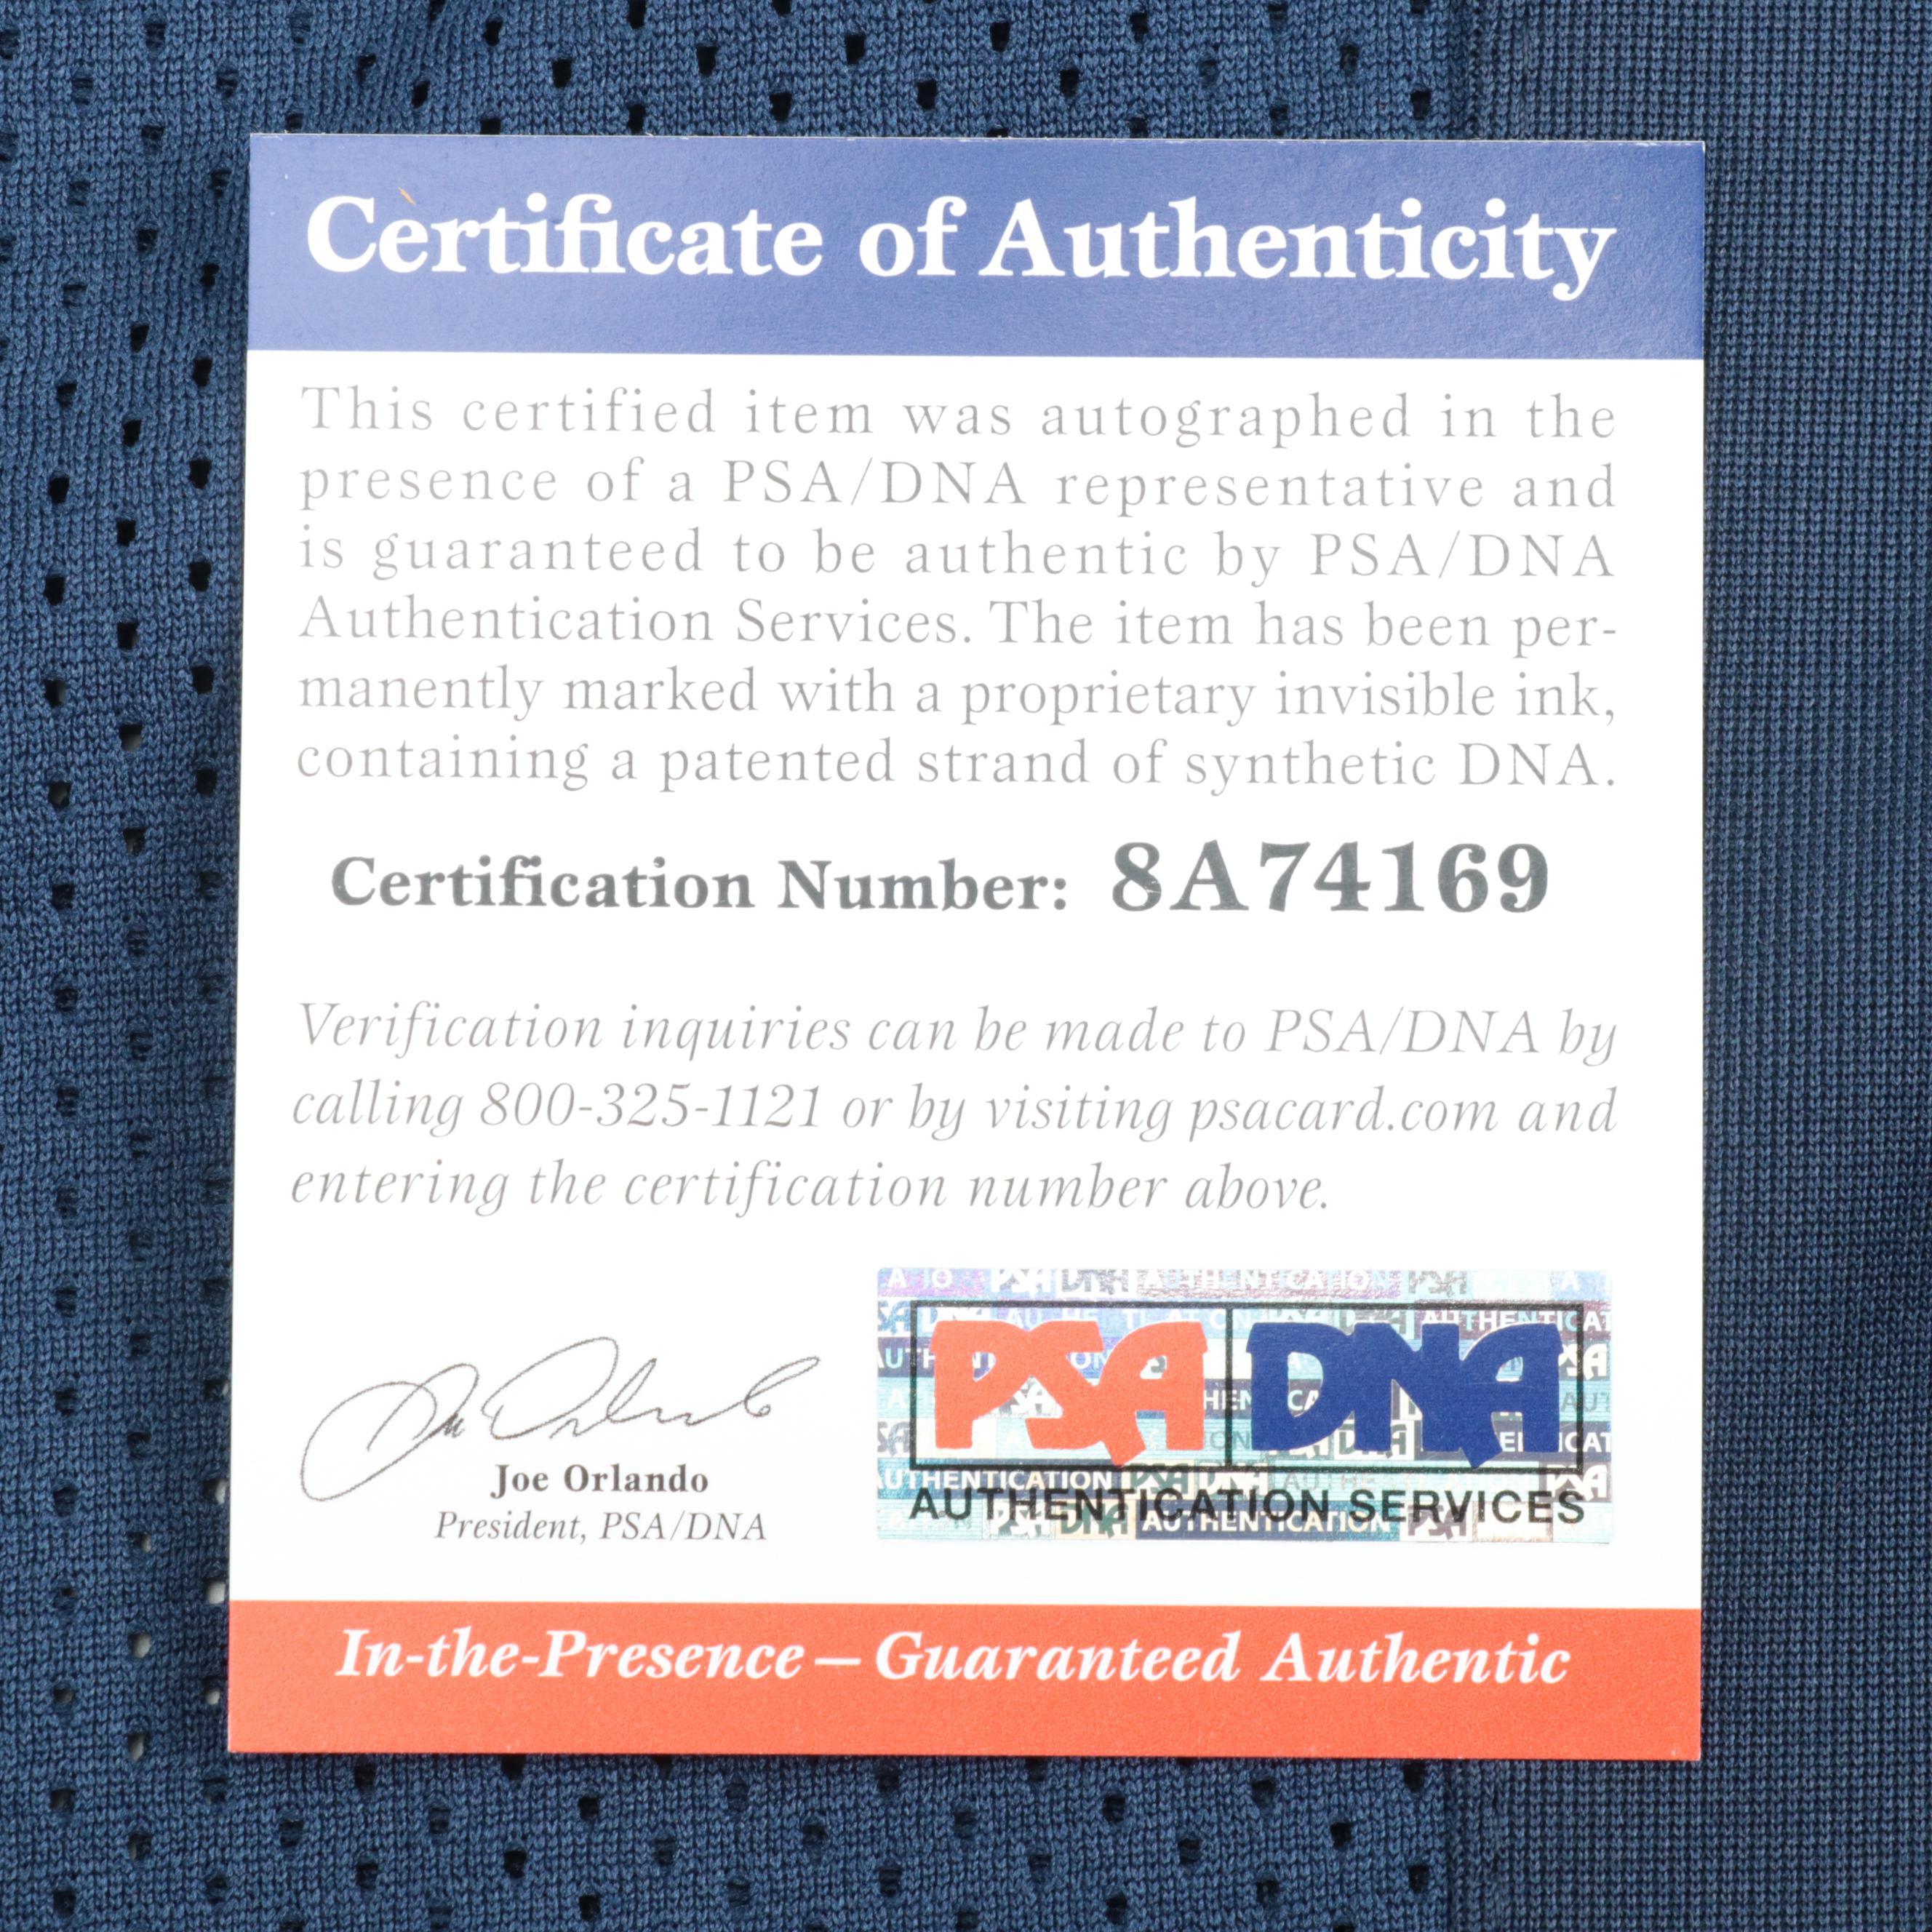 Certificate of Authenticity
This certified item was autographed in the
presence of a PSA/DNA representative and
is guaranteed to be authentic by PSA/DNA
Authentication Services. The item has been per-
manently marked with a proprietary invisible ink,
containing a patented strand of synthetic DNA.
Certification Number: 8A74169
Verification inquiries can be made to PSA/DNA by
calling 800-325-1121 or by visiting psacard.com and
entering the certification number above.
Joe Orlando
President, PSA/DNA
PSA DNA
AUTHENTICATION SERVICES
In-the-Presence – Guaranteed Authentic